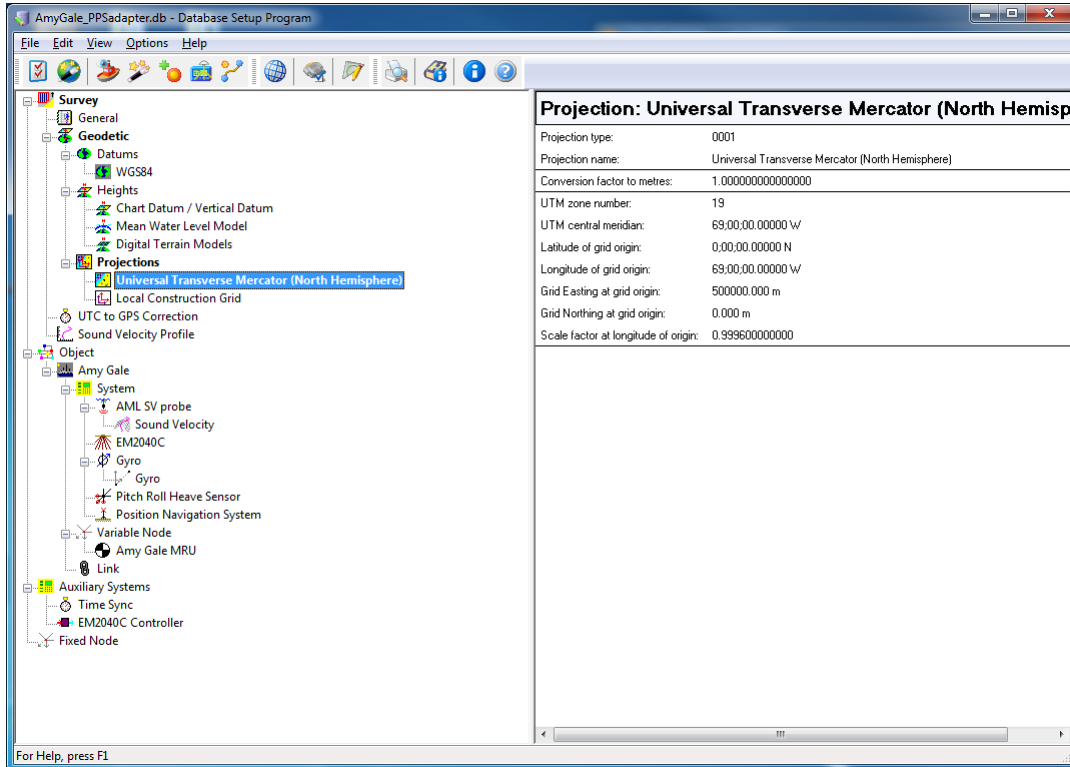 AmyGale_PPSadapter.db - Database Setup Program
File Edit View Options Help
Survey
General
Geodetic
Datums
WGS84
Heights
Chart Datum / Vertical Datum
Mean Water Level Model
Digital Terrain Models
Projections
Universal Transverse Mercator (North Hemisphere)
Local Construction Grid
UTC to GPS Correction
Sound Velocity Profile
Object
Amy Gale
System
AML SV probe
Sound Velocity
EM2040C
Gyro
Gyro
Pitch Roll Heave Sensor
Position Navigation System
Variable Node
Amy Gale MRU
Link
Auxiliary Systems
Time Sync
EM2040C Controller
Fixed Node
Projection: Universal Transverse Mercator (North Hemisp
Projection type: 0001
Projection name: Universal Transverse Mercator (North Hemisphere)
Conversion factor to metres: 1.000000000000000
UTM zone number: 19
UTM central meridian: 69;00;00.00000 W
Latitude of grid origin: 0;00;00.00000 N
Longitude of grid origin: 69;00;00.00000 W
Grid Easting at grid origin: 500000.000 m
Grid Northing at grid origin: 0.000 m
Scale factor at longitude of origin: 0.999600000000
For Help, press F1